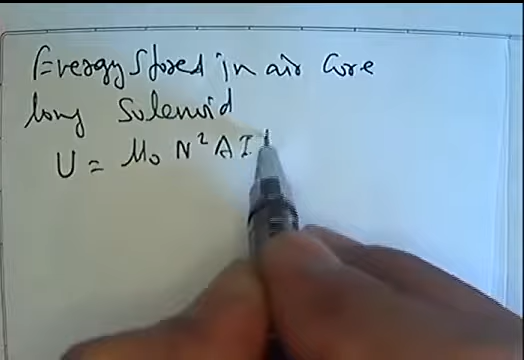 Energy stored in air core
long solenoid
U = μ₀ N² A I